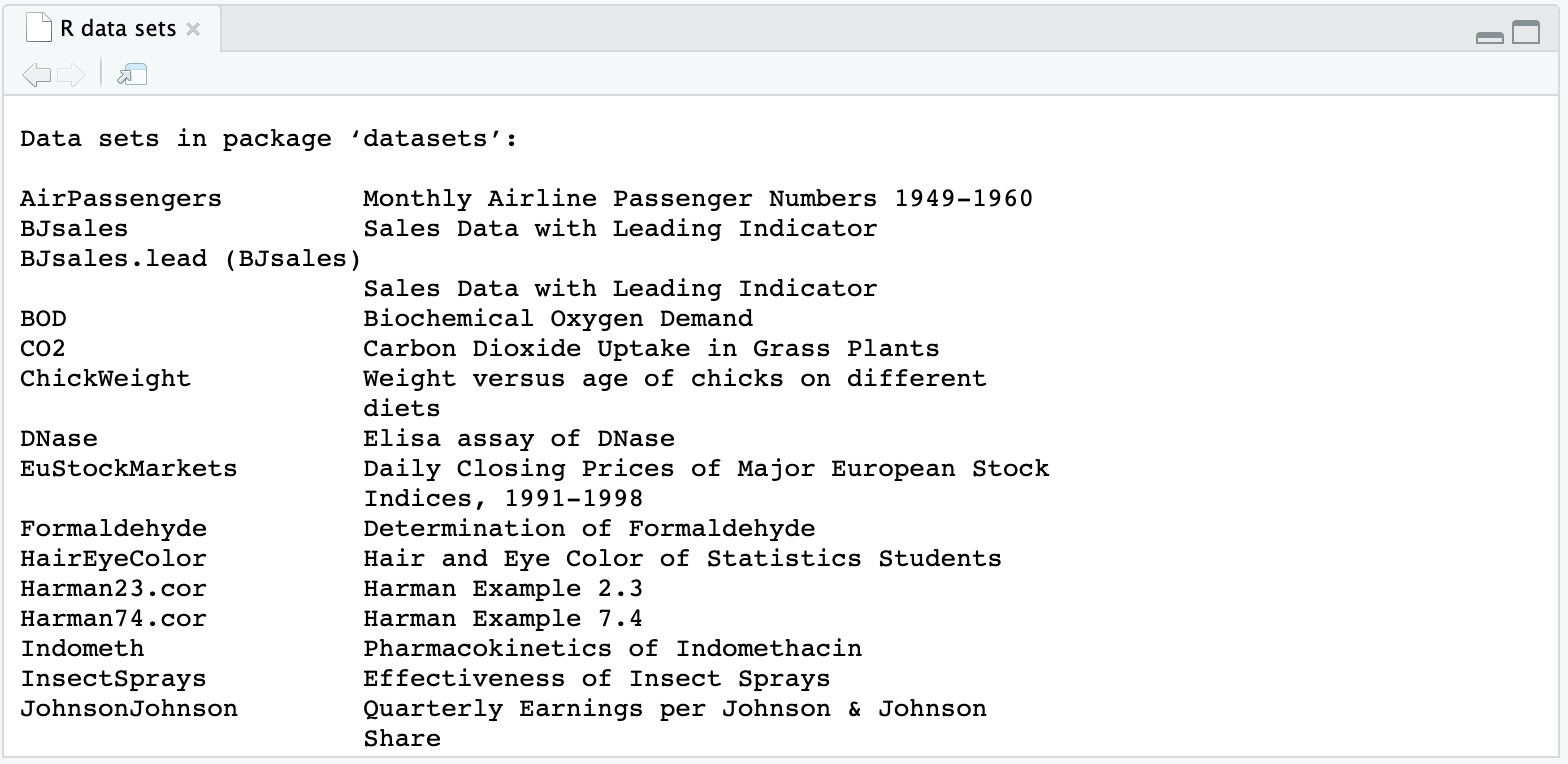 R data sets
Data sets in package ‘datasets’:
AirPassengers Monthly Airline Passenger Numbers 1949-1960
BJsales Sales Data with Leading Indicator
BJsales.lead (BJsales)
Sales Data with Leading Indicator
BOD Biochemical Oxygen Demand
CO2 Carbon Dioxide Uptake in Grass Plants
ChickWeight Weight versus age of chicks on different
diets
DNase Elisa assay of DNase
EuStockMarkets Daily Closing Prices of Major European Stock
Indices, 1991-1998
Formaldehyde Determination of Formaldehyde
HairEyeColor Hair and Eye Color of Statistics Students
Harman23.cor Harman Example 2.3
Harman74.cor Harman Example 7.4
Indometh Pharmacokinetics of Indomethacin
InsectSprays Effectiveness of Insect Sprays
JohnsonJohnson Quarterly Earnings per Johnson & Johnson
Share